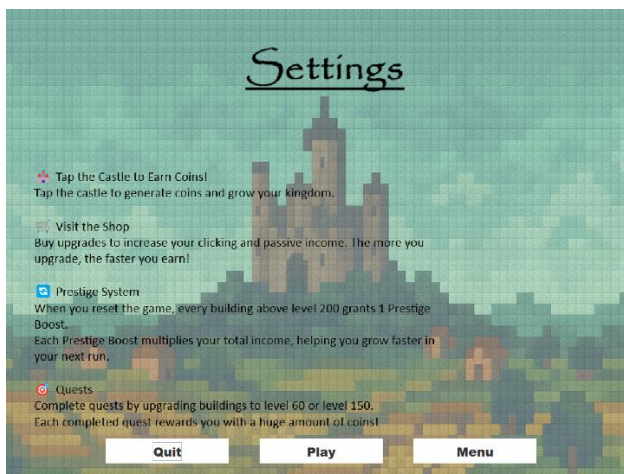 Settings
🏰 Tap the Castle to Earn Coins!
Tap the castle to generate coins and grow your kingdom.
🛒 Visit the Shop
Buy upgrades to increase your clicking and passive income. The more you
upgrade, the faster you earn!
🔄 Prestige System
When you reset the game, every building above level 200 grants 1 Prestige
Boost.
Each Prestige Boost multiplies your total income, helping you grow faster in
your next run.
🎯 Quests
Complete quests by upgrading buildings to level 60 or level 150.
Each completed quest rewards you with a huge amount of coins!
Quit Play Menu